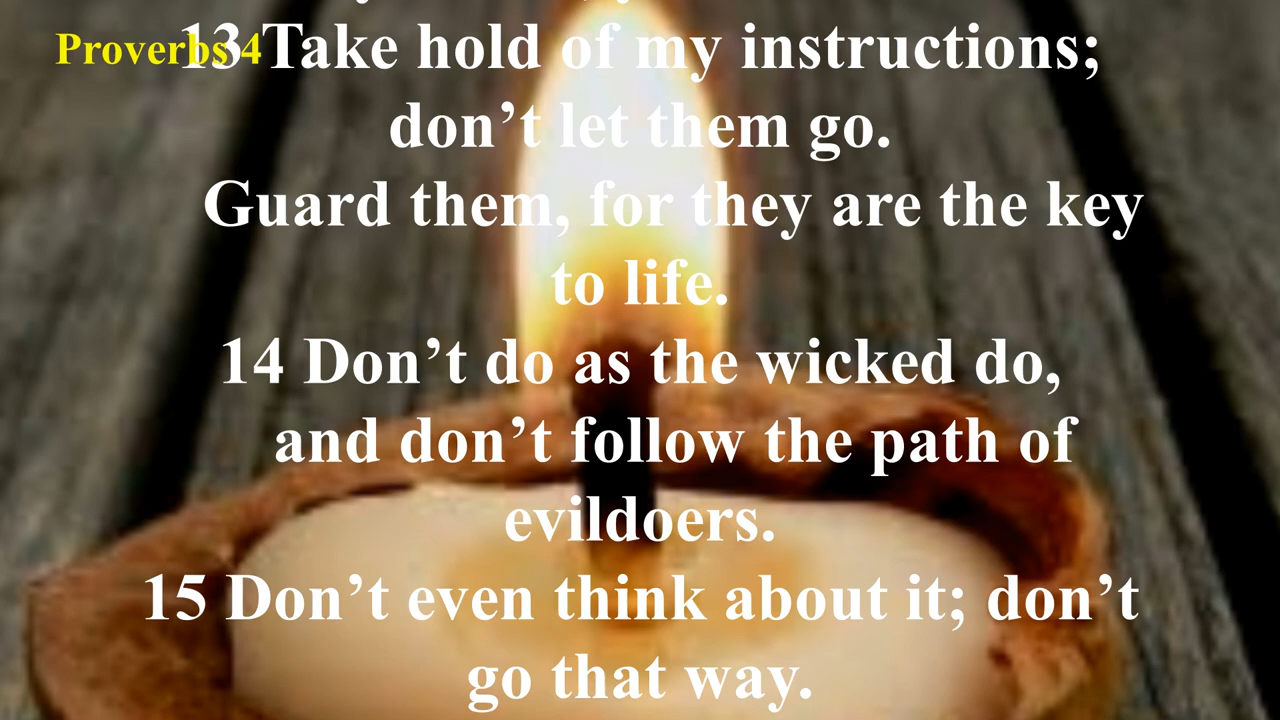 Proverbs 4
13 Take hold of my instructions;
don’t let them go.
Guard them, for they are the key
to life.
14 Don’t do as the wicked do,
and don’t follow the path of
evildoers.
15 Don’t even think about it; don’t
go that way.